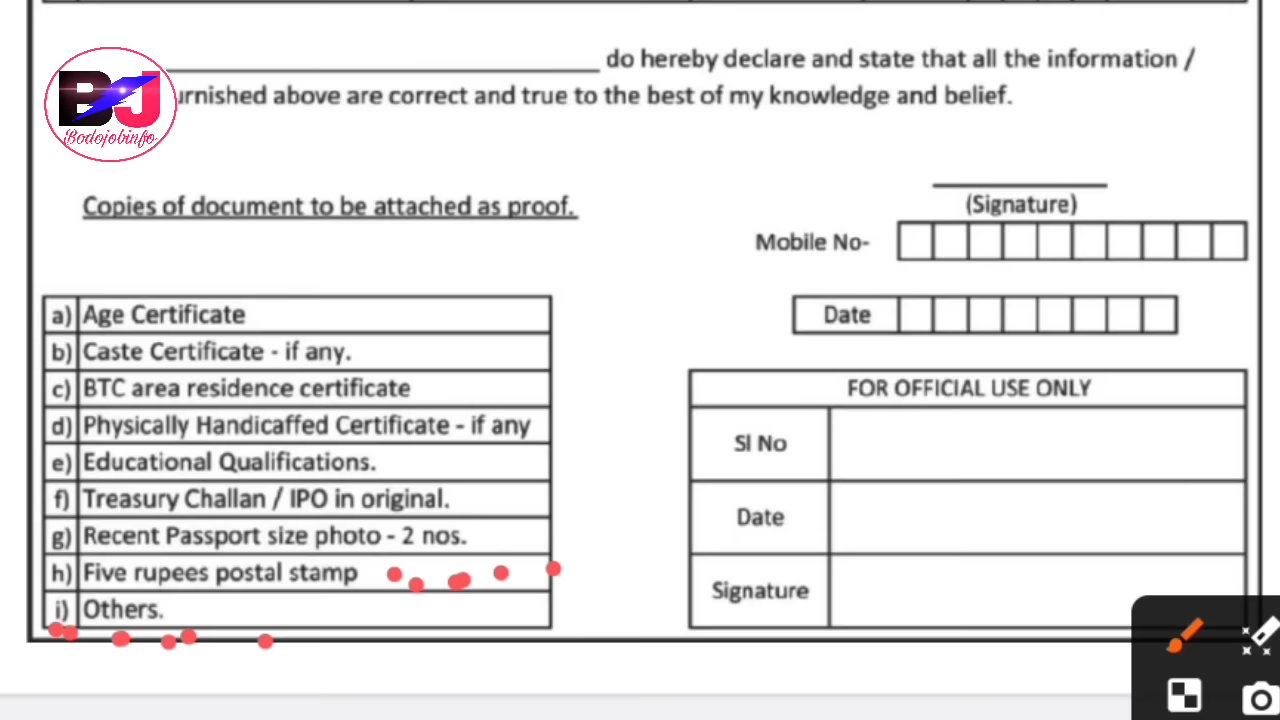 do hereby declare and state that all the information /
urnished above are correct and true to the best of my knowledge and belief.
BJ
Bodojobinfo
Copies of document to be attached as proof.
(Signature)
Mobile No-
Date
a) Age Certificate
b) Caste Certificate - if any.
c) BTC area residence certificate
d) Physically Handicaffed Certificate - if any
e) Educational Qualifications.
f) Treasury Challan / IPO in original.
g) Recent Passport size photo - 2 nos.
h) Five rupees postal stamp
i) Others.
FOR OFFICIAL USE ONLY
Sl No
Date
Signature